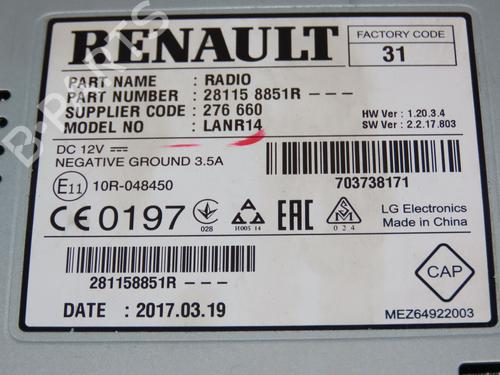 RENAULT
FACTORY CODE
31
PART NAME : RADIO
PART NUMBER : 28115 8851R - - -
SUPPLIER CODE : 276 660
MODEL NO : LANR14
HW Ver : 1.20.3.4
SW Ver : 2.2.17.803
DC 12V
NEGATIVE GROUND 3.5A
E11 10R-048450
703738171
CE 0197
028
H005 14
EAC
024
LG Electronics
Made in China
281158851R - - -
CAP
DATE : 2017.03.19
MEZ64922003
B-PARTS